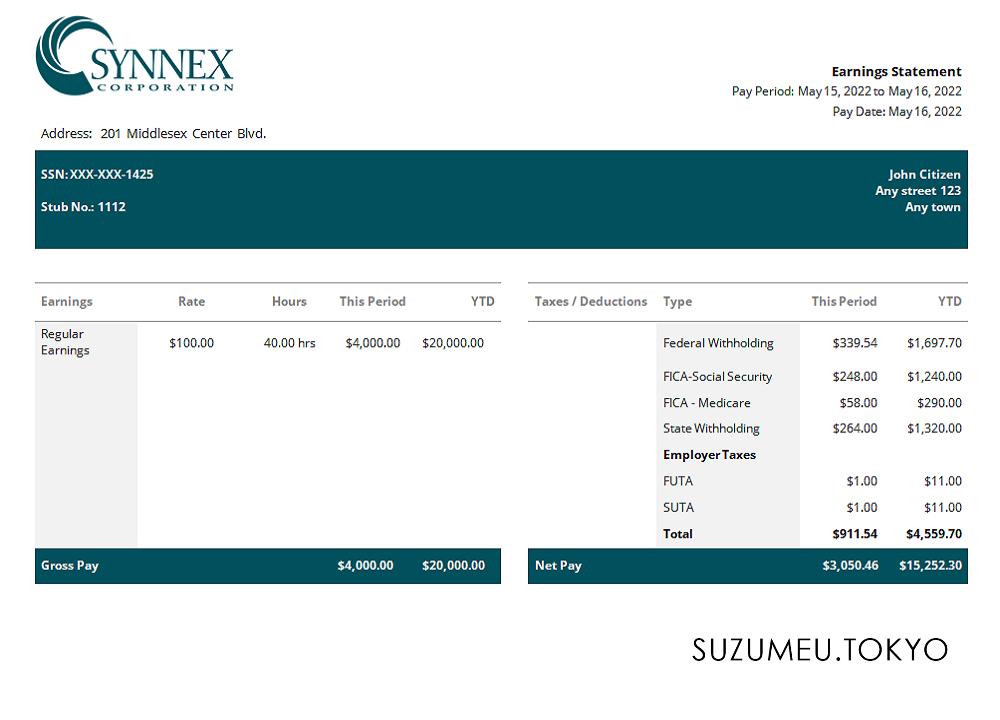 SYNNEX
CORPORATION
Earnings Statement
Pay Period: May 15, 2022 to May 16, 2022
Pay Date: May 16, 2022
Address: 201 Middlesex Center Blvd.
SSN: XXX-XXX-1425
Stub No.: 1112
John Citizen
Any street 123
Any town
Earnings Rate Hours This Period YTD
Regular
Earnings
$100.00 40.00 hrs $4,000.00 $20,000.00
Gross Pay $4,000.00 $20,000.00
Taxes / Deductions Type This Period YTD
Federal Withholding $339.54 $1,697.70
FICA-Social Security $248.00 $1,240.00
FICA - Medicare $58.00 $290.00
State Withholding $264.00 $1,320.00
Employer Taxes
FUTA $1.00 $11.00
SUTA $1.00 $11.00
Total $911.54 $4,559.70
Net Pay $3,050.46 $15,252.30
SUZUMEU.TOKYO